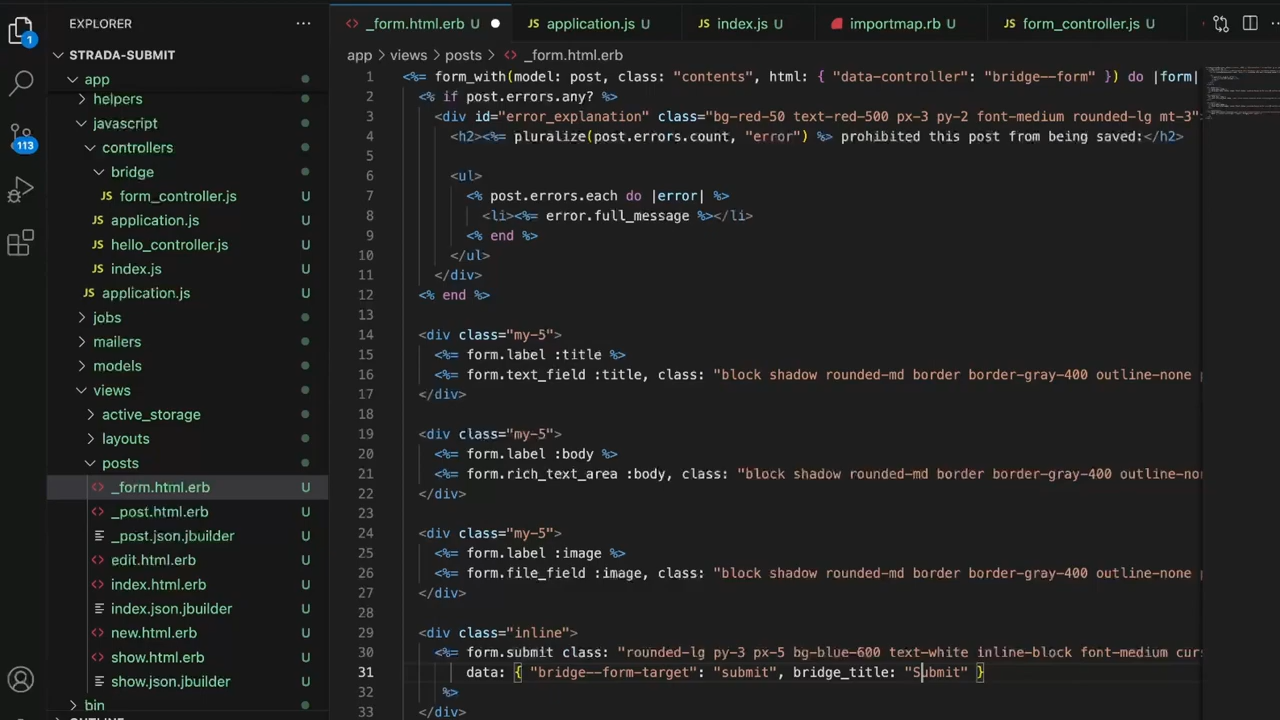 EXPLORER
_form.html.erb U
JS application.js U
JS index.js U
importmap.rb U
JS form_controller.js U
1
STRADA-SUBMIT
app > views > posts > _form.html.erb
app
helpers
javascript
controllers
bridge
JS form_controller.js U
JS application.js U
JS hello_controller.js U
JS index.js U
JS application.js U
113
jobs
mailers
models
views
active_storage
layouts
posts
_form.html.erb U
_post.html.erb U
_post.json.jbuilder U
edit.html.erb U
index.html.erb U
index.json.jbuilder U
new.html.erb U
show.html.erb U
show.json.jbuilder U
bin
1 <%= form_with(model: post, class: "contents", html: { "data-controller": "bridge--form" }) do |form|
2 <% if post.errors.any? %>
3 <div id="error_explanation" class="bg-red-50 text-red-500 px-3 py-2 font-medium rounded-lg mt-3"
4 <h2><%= pluralize(post.errors.count, "error") %> prohibited this post from being saved:</h2>
5
6 <ul>
7 <% post.errors.each do |error| %>
8 <li><%= error.full_message %></li>
9 <% end %>
10 </ul>
11 </div>
12 <% end %>
13
14 <div class="my-5">
15 <%= form.label :title %>
16 <%= form.text_field :title, class: "block shadow rounded-md border border-gray-400 outline-none
17 </div>
18
19 <div class="my-5">
20 <%= form.label :body %>
21 <%= form.rich_text_area :body, class: "block shadow rounded-md border border-gray-400 outline-no
22 </div>
23
24 <div class="my-5">
25 <%= form.label :image %>
26 <%= form.file_field :image, class: "block shadow rounded-md border border-gray-400 outline-none
27 </div>
28
29 <div class="inline">
30 <%= form.submit class: "rounded-lg py-3 px-5 bg-blue-600 text-white inline-block font-medium cur
31 data: { "bridge--form-target": "submit", bridge_title: "Submit" }
32 %>
33 </div>